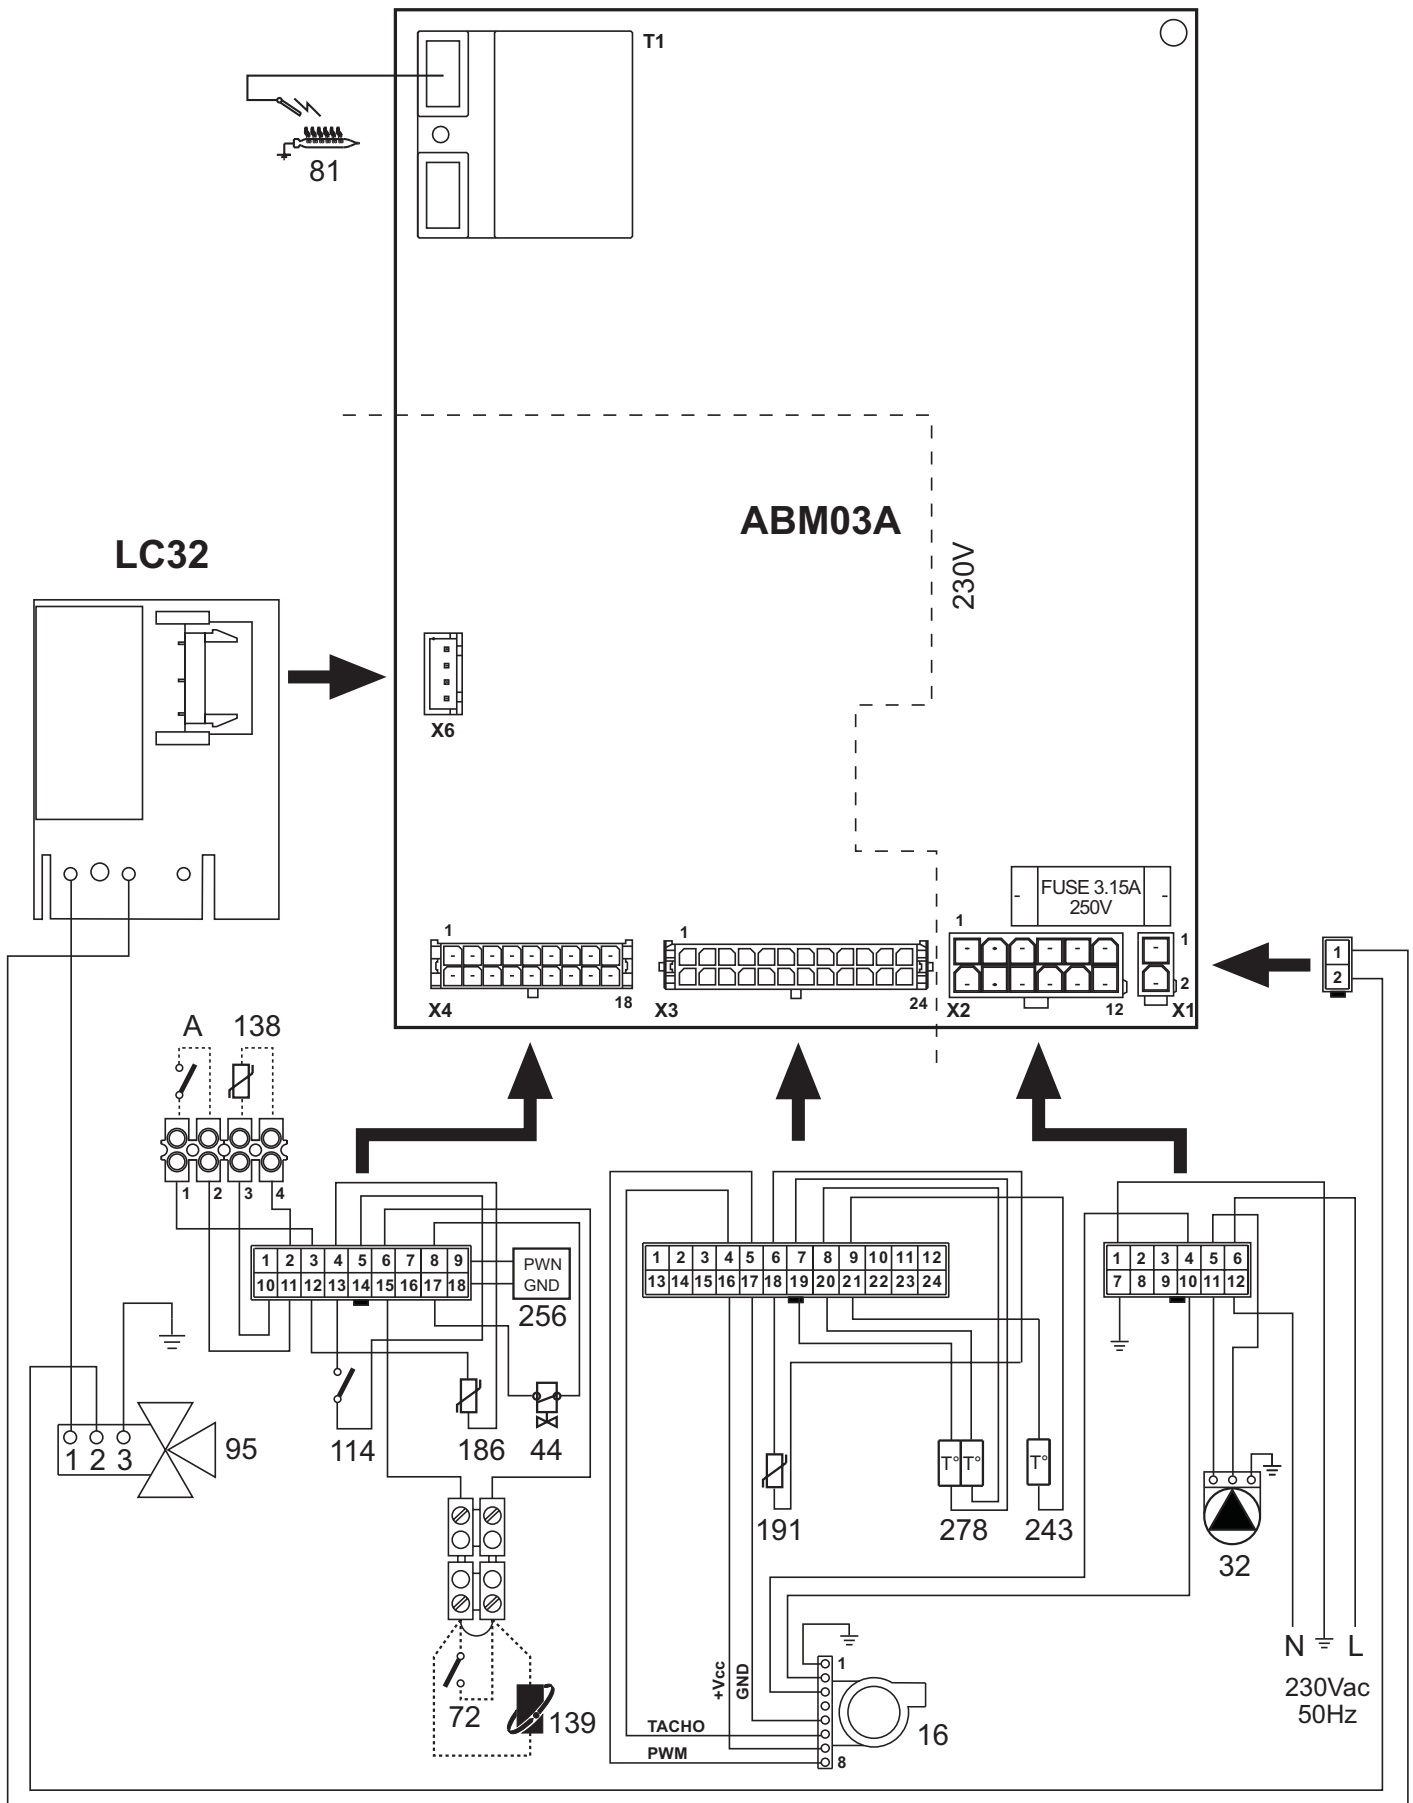 T1
81
ABM03A
230V
LC32
X6
FUSE 3.15A
250V
1
1
1
1
2
1
2
X4
18
X3
24
X2
12
X1
A
138
1
2
3
4
1 2 3 4 5 6 7 8 9
10 11 12 13 14 15 16 17 18
PWN
GND
256
1 2 3 4 5 6 7 8 9 10 11 12
13 14 15 16 17 18 19 20 21 22 23 24
1 2 3 4 5 6
7 8 9 10 11 12
1 2 3
95
114
186
44
T°
T°
T°
191
278
243
32
N
L
230Vac
50Hz
+Vcc
GND
TACHO
PWM
1
8
16
72
139